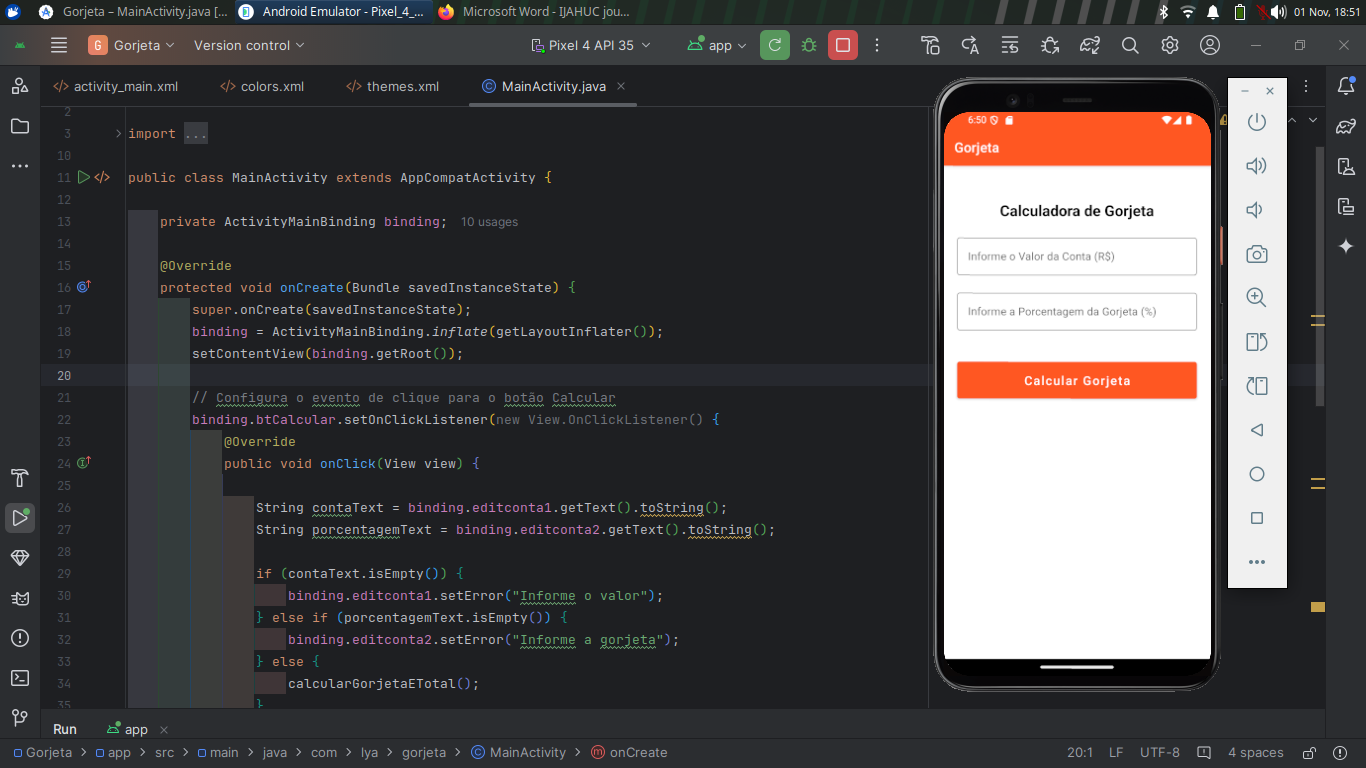 Gorjeta – MainActivity.java [...
Android Emulator - Pixel_4_...
Microsoft Word - IJAHUC jou...
01 Nov, 18:51
G Gorjeta
Version control
Pixel 4 API 35
app
activity_main.xml
colors.xml
themes.xml
MainActivity.java
2
3 import ...
10
11 public class MainActivity extends AppCompatActivity {
12
13 private ActivityMainBinding binding; 10 usages
14
15 @Override
16 protected void onCreate(Bundle savedInstanceState) {
17 super.onCreate(savedInstanceState);
18 binding = ActivityMainBinding.inflate(getLayoutInflater());
19 setContentView(binding.getRoot());
20
21 // Configura o evento de clique para o botão Calcular
22 binding.btCalcular.setOnClickListener(new View.OnClickListener() {
23 @Override
24 public void onClick(View view) {
25
26 String contaText = binding.editconta1.getText().toString();
27 String porcentagemText = binding.editconta2.getText().toString();
28
29 if (contaText.isEmpty()) {
30 binding.editconta1.setError("Informe o valor");
31 } else if (porcentagemText.isEmpty()) {
32 binding.editconta2.setError("Informe a gorjeta");
33 } else {
34 calcularGorjetaETotal();
35 }
6:50
Gorjeta
Calculadora de Gorjeta
Informe o Valor da Conta (R$)
Informe a Porcentagem da Gorjeta (%)
Calcular Gorjeta
Run
app
Gorjeta > app > src > main > java > com > lya > gorjeta > MainActivity > onCreate
20:1
LF
UTF-8
4 spaces